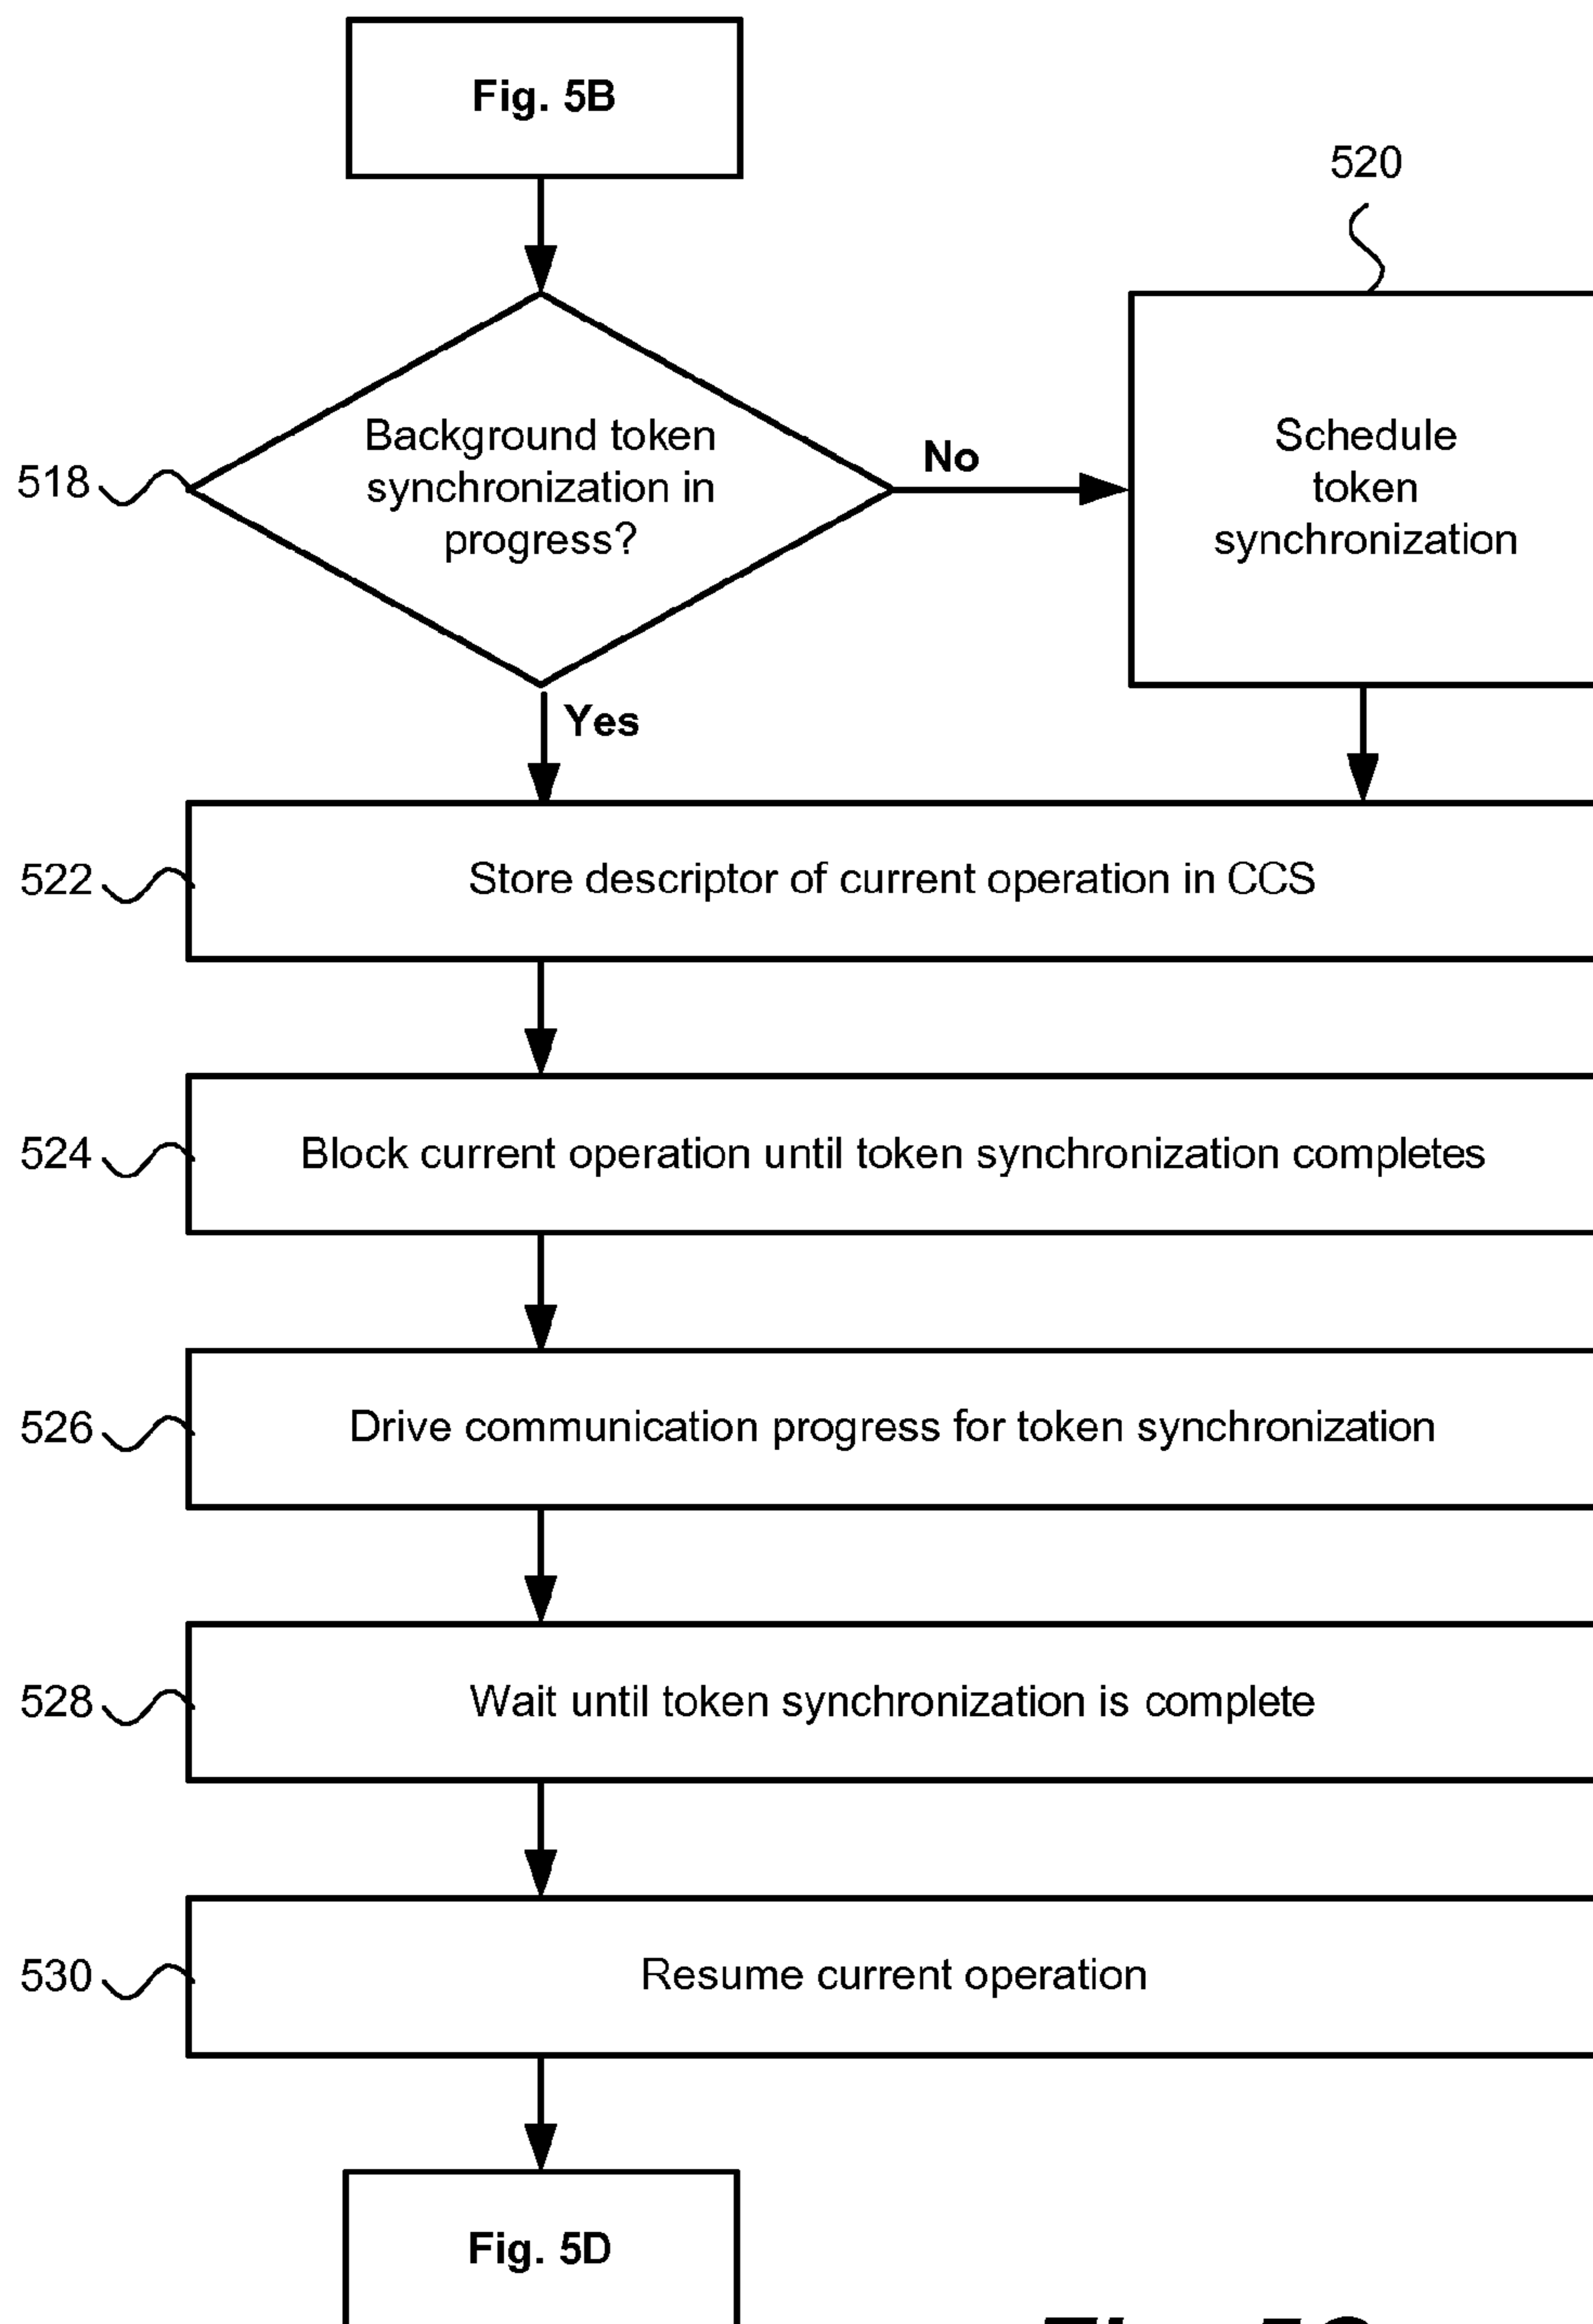 Fig. 5B
520
518
Background token
synchronization in
progress?
No
Schedule
token
synchronization
Yes
522
Store descriptor of current operation in CCS
524
Block current operation until token synchronization completes
526
Drive communication progress for token synchronization
528
Wait until token synchronization is complete
530
Resume current operation
Fig. 5D